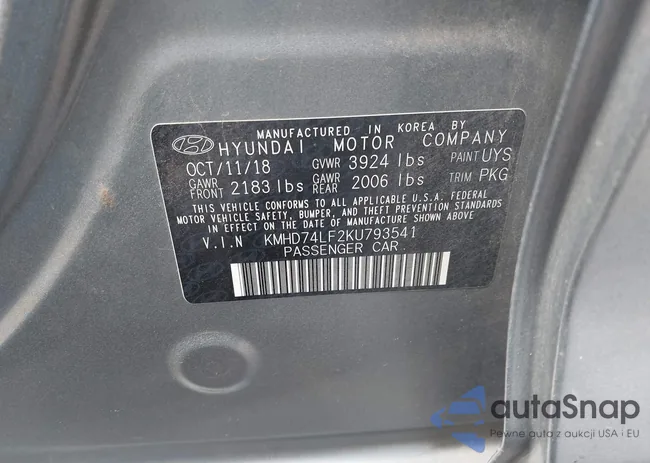 MANUFACTURED IN KOREA BY
HYUNDAI MOTOR COMPANY
OCT/11/18 GVWR 3924 lbs PAINT UYS
GAWR FRONT 2183 lbs GAWR REAR 2006 lbs TRIM PKG
THIS VEHICLE CONFORMS TO ALL APPLICABLE U.S.A. FEDERAL
MOTOR VEHICLE SAFETY, BUMPER, AND THEFT PREVENTION STANDARDS
IN EFFECT ON THE DATE OF MANUFACTURE SHOWN ABOVE.
V.I.N KMHD74LF2KU793541
PASSENGER CAR
autaSnap
Pewne auto z aukcji USA i EU